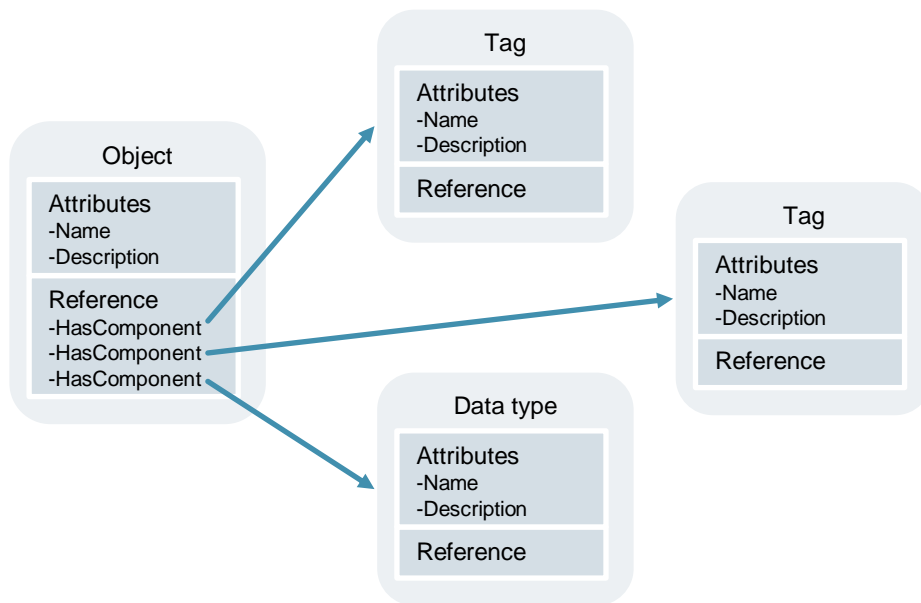 Object
Attributes
-Name
-Description
Reference
-HasComponent
-HasComponent
-HasComponent
Tag
Attributes
-Name
-Description
Reference
Tag
Attributes
-Name
-Description
Reference
Data type
Attributes
-Name
-Description
Reference